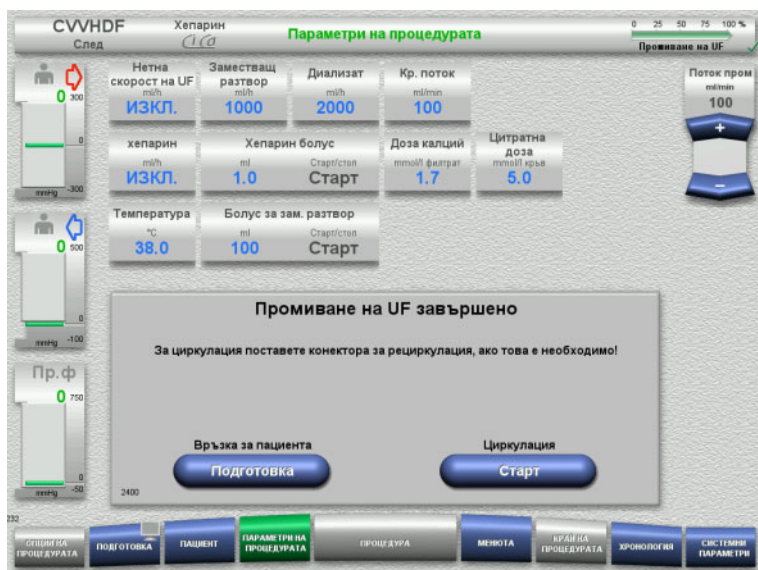 CVVHDF
След
Хепарин
CiCa
Параметри на процедурата
0 25 50 75 100 %
Промиване на UF
0 300
0
mmHg -300
0 500
0
mmHg -100
Пр.ф
0 750
0
mmHg -50
Нетна скорост на UF
ml/h
ИЗКЛ.
Заместващ разтвор
ml/h
1000
Диализат
ml/h
2000
Кр. поток
ml/min
100
Поток пром
ml/min
100
+
−
хепарин
ml/h
ИЗКЛ.
Хепарин болус
ml Старт/стоп
1.0 Старт
Доза калций
mmol/l филтрат
1.7
Цитратна доза
mmol/l кръв
5.0
Температура
°C
38.0
Болус за зам. разтвор
ml Старт/стоп
100 Старт
Промиване на UF завършено
За циркулация поставете конектора за рециркулация, ако това е необходимо!
Връзка за пациента
Подготовка
Циркулация
Старт
2400
232
ОПЦИИ НА ПРОЦЕДУРАТА
ПОДГОТОВКА
ПАЦИЕНТ
ПАРАМЕТРИ НА ПРОЦЕДУРАТА
ПРОЦЕДУРА
МЕНЮТА
КРАЙ НА ПРОЦЕДУРАТА
ХРОНОЛОГИЯ
СИСТЕМНИ ПАРАМЕТРИ